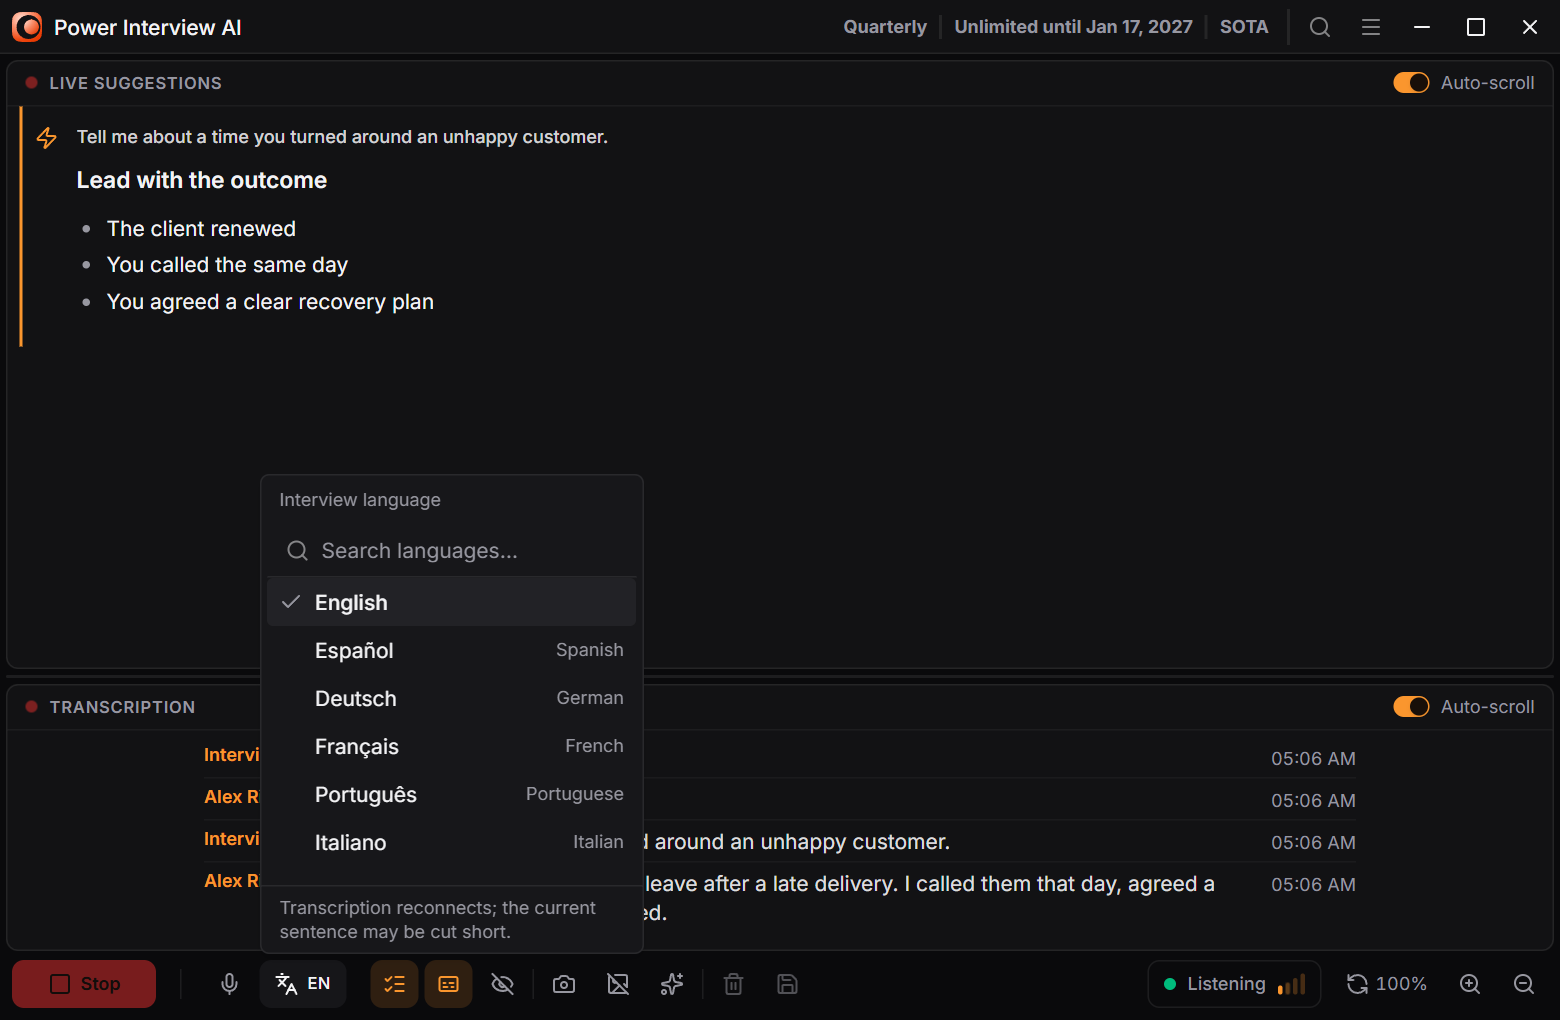 Power Interview AI
Quarterly
Unlimited until Jan 17, 2027
SOTA
LIVE SUGGESTIONS
Auto-scroll
Tell me about a time you turned around an unhappy customer.
Lead with the outcome
• The client renewed
• You called the same day
• You agreed a clear recovery plan
Interview language
Search languages...
English
Español Spanish
Deutsch German
Français French
Português Portuguese
Italiano Italian
Transcription reconnects; the current
sentence may be cut short.
TRANSCRIPTION
Auto-scroll
05:06 AM
Alex
05:06 AM
around an unhappy customer.
05:06 AM
Alex
leave after a late delivery. I called them that day, agreed a
05:06 AM
Stop
EN
Listening
100%